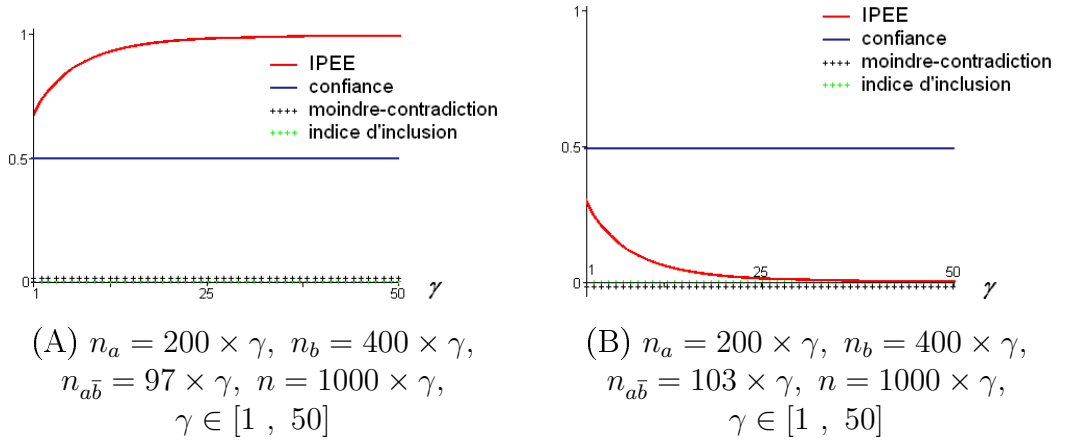 1
0.5
0
1
25
50
γ
IPEE
confiance
moindre-contradiction
indice d'inclusion
(A) nₐ = 200 × γ, n_b = 400 × γ,
n_{ab̄} = 97 × γ, n = 1000 × γ,
γ ∈ [1 , 50]
1
0.5
0
1
25
50
γ
IPEE
confiance
moindre-contradiction
indice d'inclusion
(B) nₐ = 200 × γ, n_b = 400 × γ,
n_{ab̄} = 103 × γ, n = 1000 × γ,
γ ∈ [1 , 50]